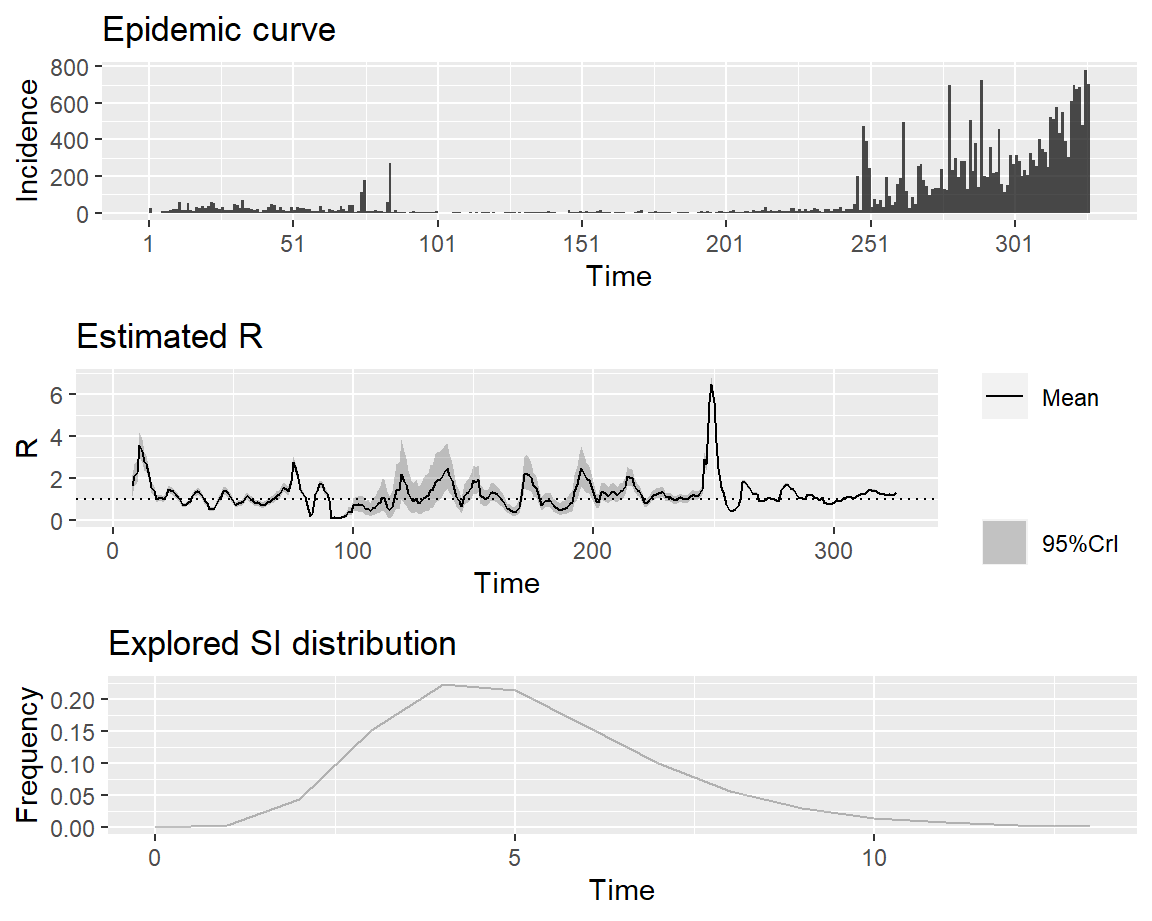 Epidemic curve
800
600
400
200
0
Incidence
1 51 101 151 201 251 301
Time
Estimated R
6
4
2
0
R
0 100 200 300
Time
Mean
95%CrI
Explored SI distribution
0.20
0.15
0.10
0.05
0.00
Frequency
0 5 10
Time